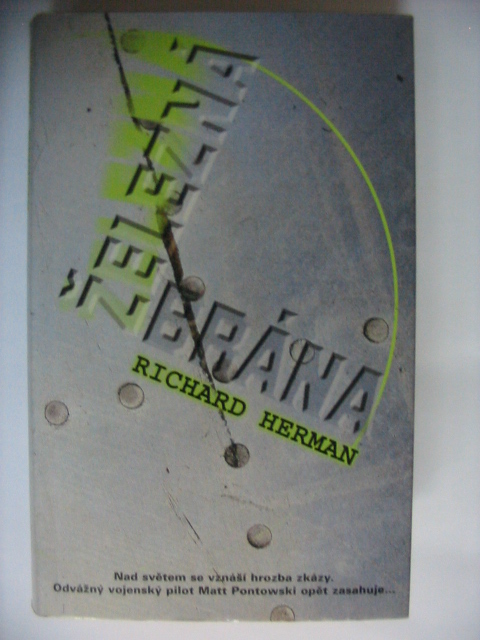 ŽELEZNÁ
BRÁNA
RICHARD HERMAN
Nad světem se vznáší hrozba zkázy.
Odvážný vojenský pilot Matt Pontowski opět zasahuje...